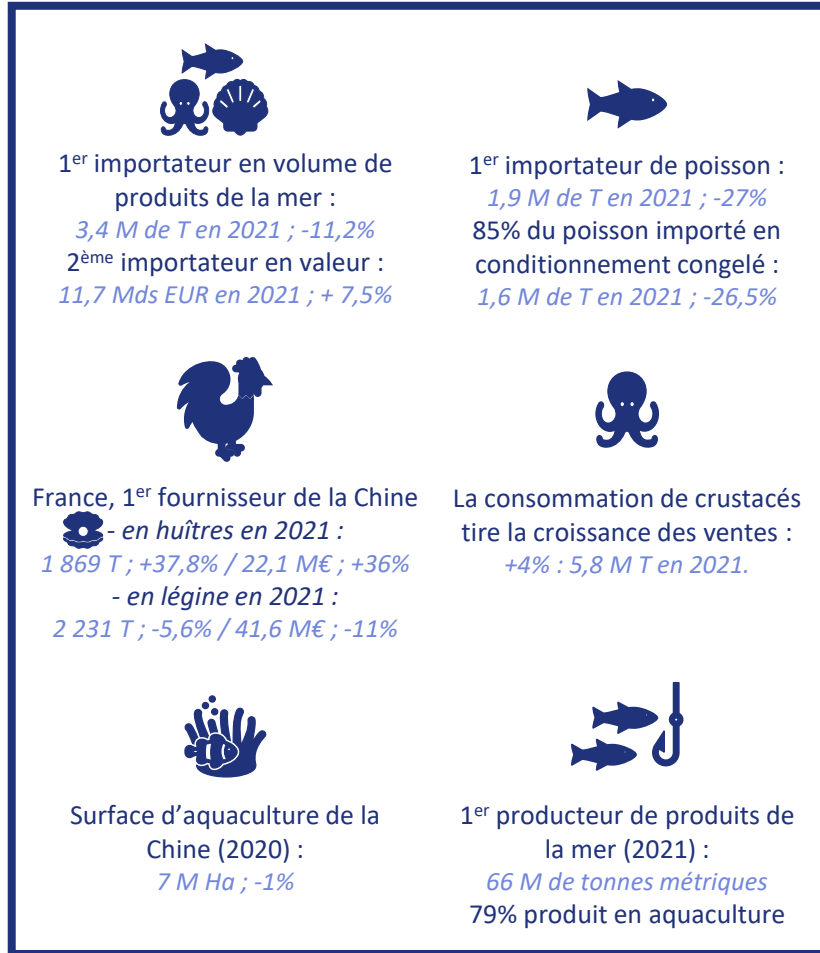 1er importateur en volume de
produits de la mer :
3,4 M de T en 2021 ; -11,2%
2ème importateur en valeur :
11,7 Mds EUR en 2021 ; + 7,5%
1er importateur de poisson :
1,9 M de T en 2021 ; -27%
85% du poisson importé en
conditionnement congelé :
1,6 M de T en 2021 ; -26,5%
France, 1er fournisseur de la Chine
- en huîtres en 2021 :
1 869 T ; +37,8% / 22,1 M€ ; +36%
- en légine en 2021 :
2 231 T ; -5,6% / 41,6 M€ ; -11%
La consommation de crustacés
tire la croissance des ventes :
+4% : 5,8 M T en 2021.
Surface d’aquaculture de la
Chine (2020) :
7 M Ha ; -1%
1er producteur de produits de
la mer (2021) :
66 M de tonnes métriques
79% produit en aquaculture